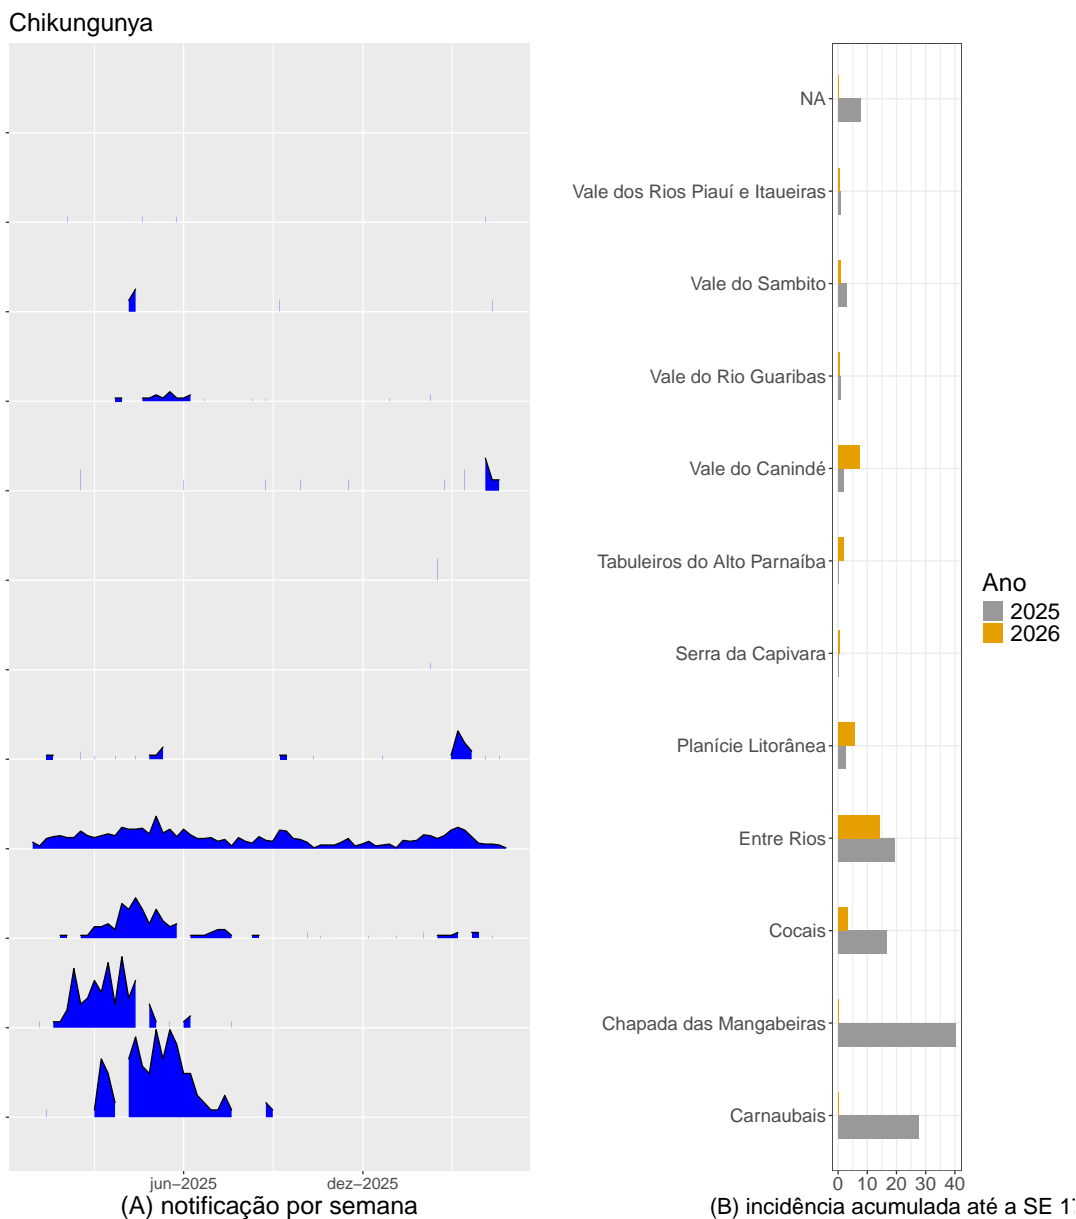 Chikungunya
NA
Vale dos Rios Piauí e Itaueiras
Vale do Sambito
Vale do Rio Guaribas
Vale do Canindé
Tabuleiros do Alto Parnaíba
Serra da Capivara
Planície Litorânea
Entre Rios
Cocais
Chapada das Mangabeiras
Carnaubais
Ano
2025
2026
jun–2025 dez–2025
0 10 20 30 40
(A) notificação por semana
(B) incidência acumulada até a SE 17